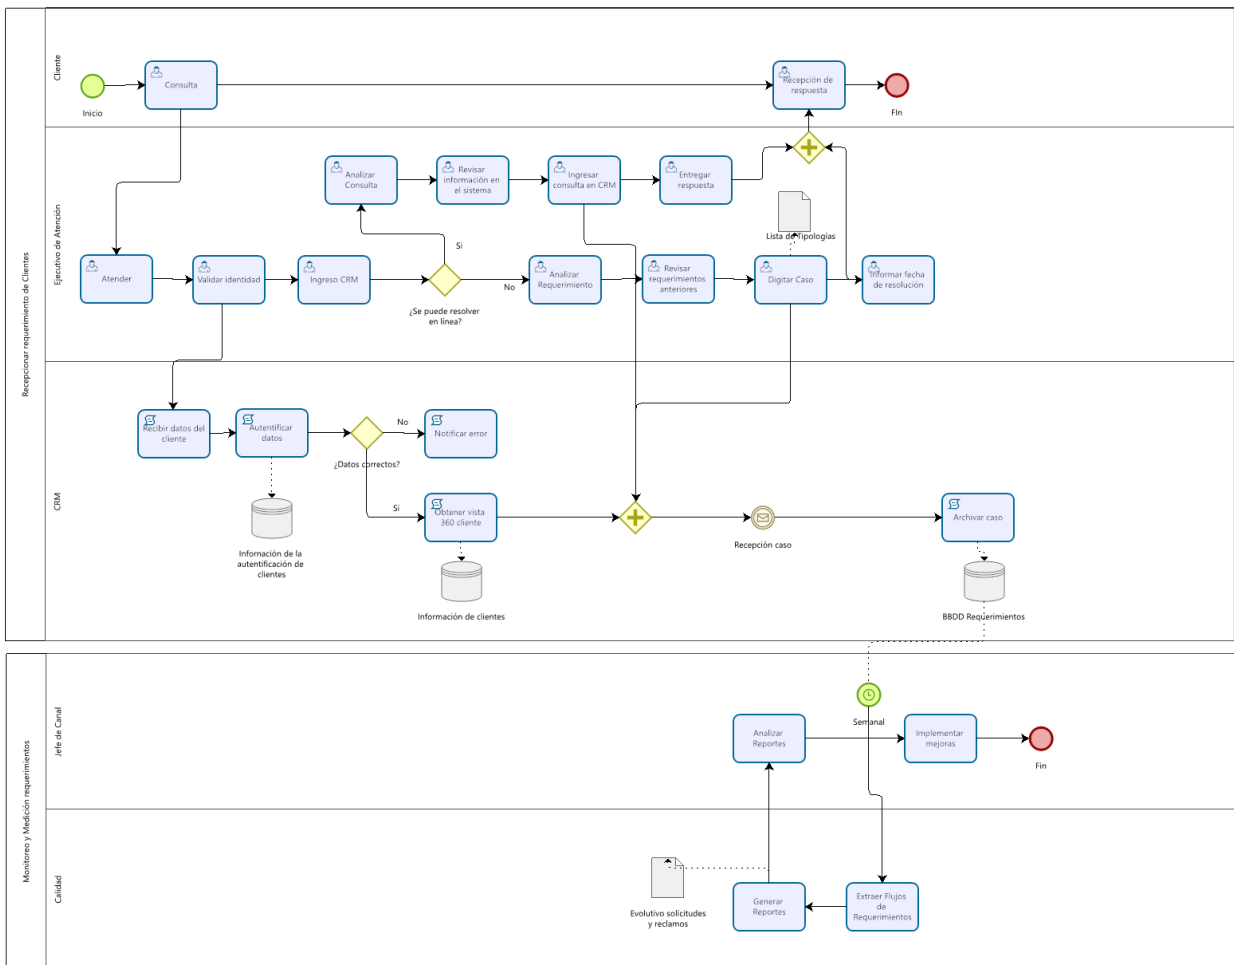 Recepcionar requerimiento de Clientes
Cliente
Inicio
Consulta
Recepción de
respuesta
FIn
Ejecutivo de Atención
Analizar
Consulta
Revisar
información en
el sistema
Ingresar
consulta en CRM
Entregar
respuesta
Lista de Tipologías
Atender
Validar identidad
Ingreso CRM
Si
¿Se puede resolver
en línea?
No
Analizar
Requerimiento
Revisar
requerimientos
anteriores
Digitar Caso
Informar fecha
de resolución
CRM
Recibir datos del
cliente
Autentificar
datos
¿Datos correctos?
No
Notificar error
Si
Obtener vista
360 cliente
Infornación de la
autentificación de
clientes
Información de clientes
Recepción caso
Archivar caso
BBDD Requerimientos
Monitoreo y Medición requerimientos
Jefe de Canal
Semanal
Analizar
Reportes
Implementar
mejoras
Fin
Calidad
Evolutivo solicitudes
y reclamos
Generar
Reportes
Extraer Flujos
de
Requerimientos